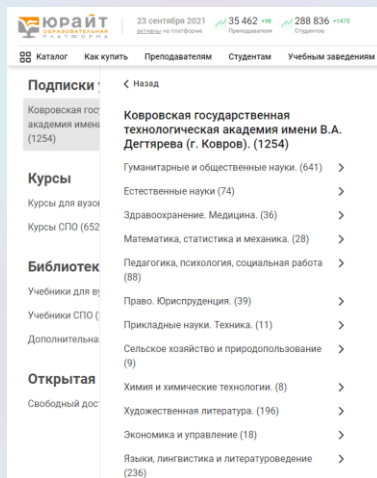 юрайт
ОБРАЗОВАТЕЛЬНАЯ
ПЛАТФОРМА
23 сентября 2021
активны на платформе
35 462 +98
Преподавателя
288 836 +1475
Студентов
Каталог Как купить Преподавателям Студентам Учебным заведениям
Подписки
Ковровская гос
академия имен
(1254)
Курсы
Курсы для вузо
Курсы СПО (652
Библиотек
Учебники для в
Учебники СПО (
Дополнительна
Открытая
Свободный дос
Назад
Ковровская государственная
технологическая академия имени В.А.
Дегтярева (г. Ковров). (1254)
Гуманитарные и общественные науки. (641)
Естественные науки (74)
Здравоохранение. Медицина. (36)
Математика, статистика и механика. (28)
Педагогика, психология, социальная работа
(88)
Право. Юриспруденция. (39)
Прикладные науки. Техника. (11)
Сельское хозяйство и природопользование
(9)
Химия и химические технологии. (8)
Художественная литература. (196)
Экономика и управление (18)
Языки, лингвистика и литературоведение
(236)